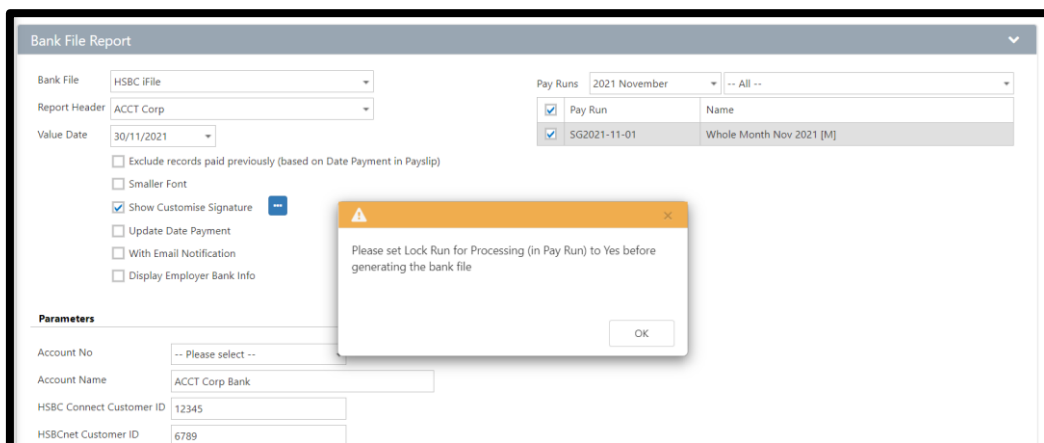 Bank File Report
Bank File HSBC iFile
Report Header ACCT Corp
Value Date 30/11/2021
Exclude records paid previously (based on Date Payment in Payslip)
Smaller Font
Show Customise Signature ...
Update Date Payment
With Email Notification
Display Employer Bank Info
Pay Runs 2021 November -- All --
Pay Run Name
SG2021-11-01 Whole Month Nov 2021 [M]
Please set Lock Run for Processing (in Pay Run) to Yes before
generating the bank file
OK
Parameters
Account No -- Please select --
Account Name ACCT Corp Bank
HSBC Connect Customer ID 12345
HSBCnet Customer ID 6789